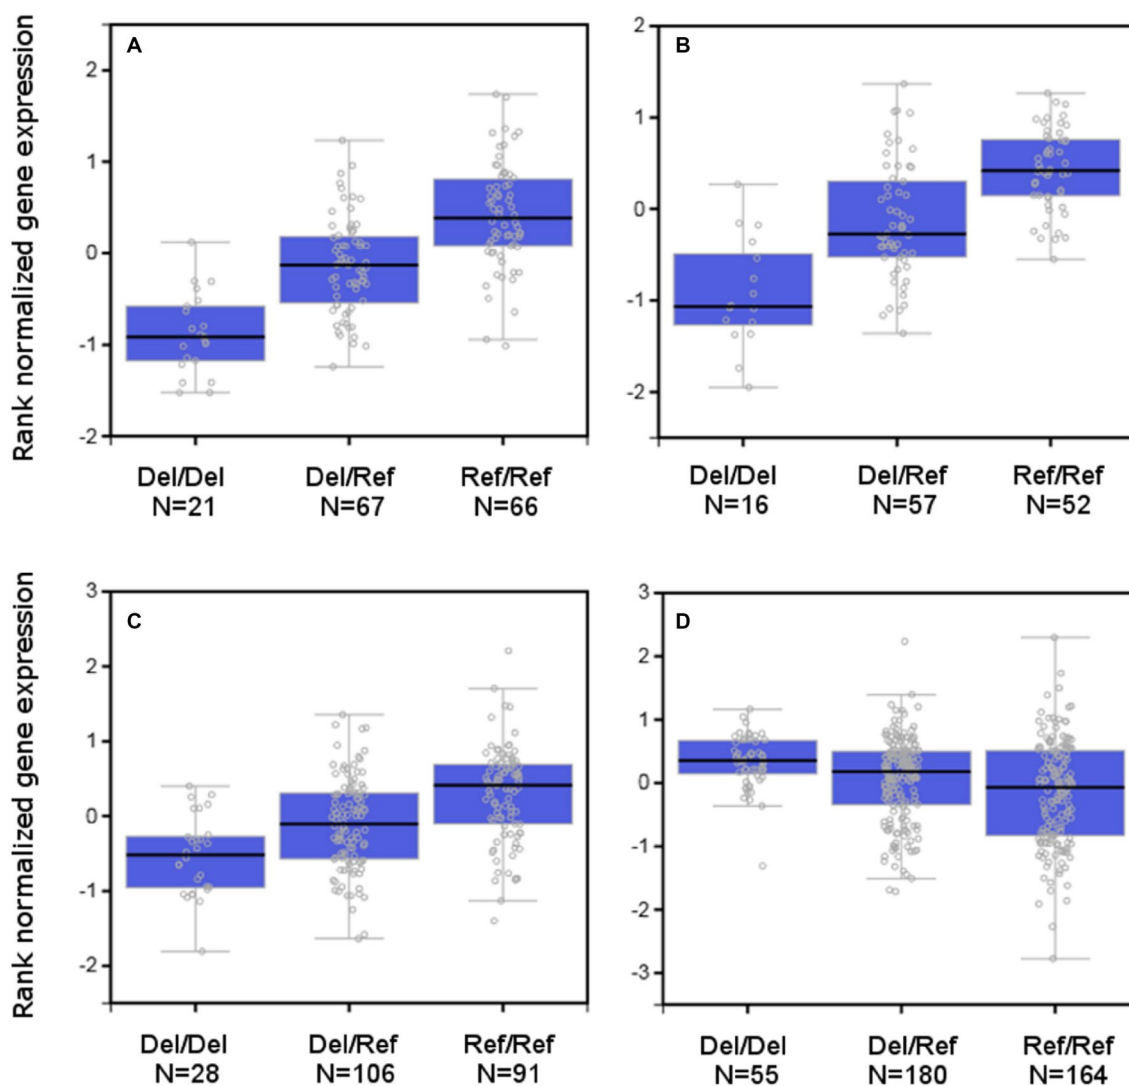 Rank normalized gene expression
A
2
1
0
-1
-2
Del/Del Del/Ref Ref/Ref
N=21 N=67 N=66
B
2
1
0
-1
-2
Del/Del Del/Ref Ref/Ref
N=16 N=57 N=52
Rank normalized gene expression
C
3
2
1
0
-1
-2
Del/Del Del/Ref Ref/Ref
N=28 N=106 N=91
D
3
2
1
0
-1
-2
-3
Del/Del Del/Ref Ref/Ref
N=55 N=180 N=164